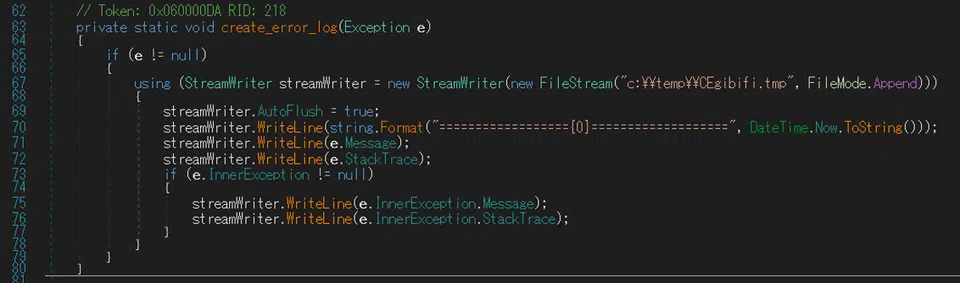 62 // Token: 0x060000DA RID: 218
63 private static void create_error_log(Exception e)
64 {
65 if (e != null)
66 {
67 using (StreamWriter streamWriter = new StreamWriter(new FileStream("c:¥¥temp¥¥CEgibifi.tmp", FileMode.Append)))
68 {
69 streamWriter.AutoFlush = true;
70 streamWriter.WriteLine(string.Format("=================={0}===================", DateTime.Now.ToString()));
71 streamWriter.WriteLine(e.Message);
72 streamWriter.WriteLine(e.StackTrace);
73 if (e.InnerException != null)
74 {
75 streamWriter.WriteLine(e.InnerException.Message);
76 streamWriter.WriteLine(e.InnerException.StackTrace);
77 }
78 }
79 }
80 }
81